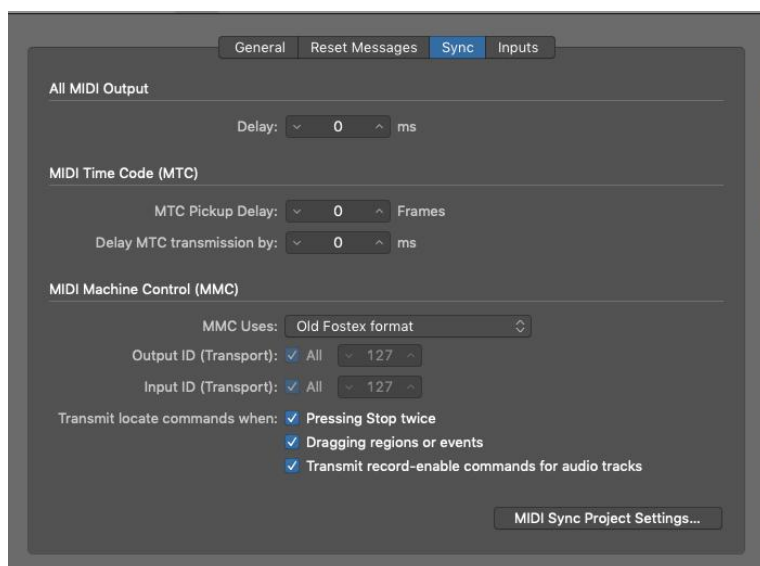 General Reset Messages Sync Inputs
All MIDI Output
Delay: 0 ms
MIDI Time Code (MTC)
MTC Pickup Delay: 0 Frames
Delay MTC transmission by: 0 ms
MIDI Machine Control (MMC)
MMC Uses: Old Fostex format
Output ID (Transport): All 127
Input ID (Transport): All 127
Transmit locate commands when: Pressing Stop twice
Dragging regions or events
Transmit record-enable commands for audio tracks
MIDI Sync Project Settings...